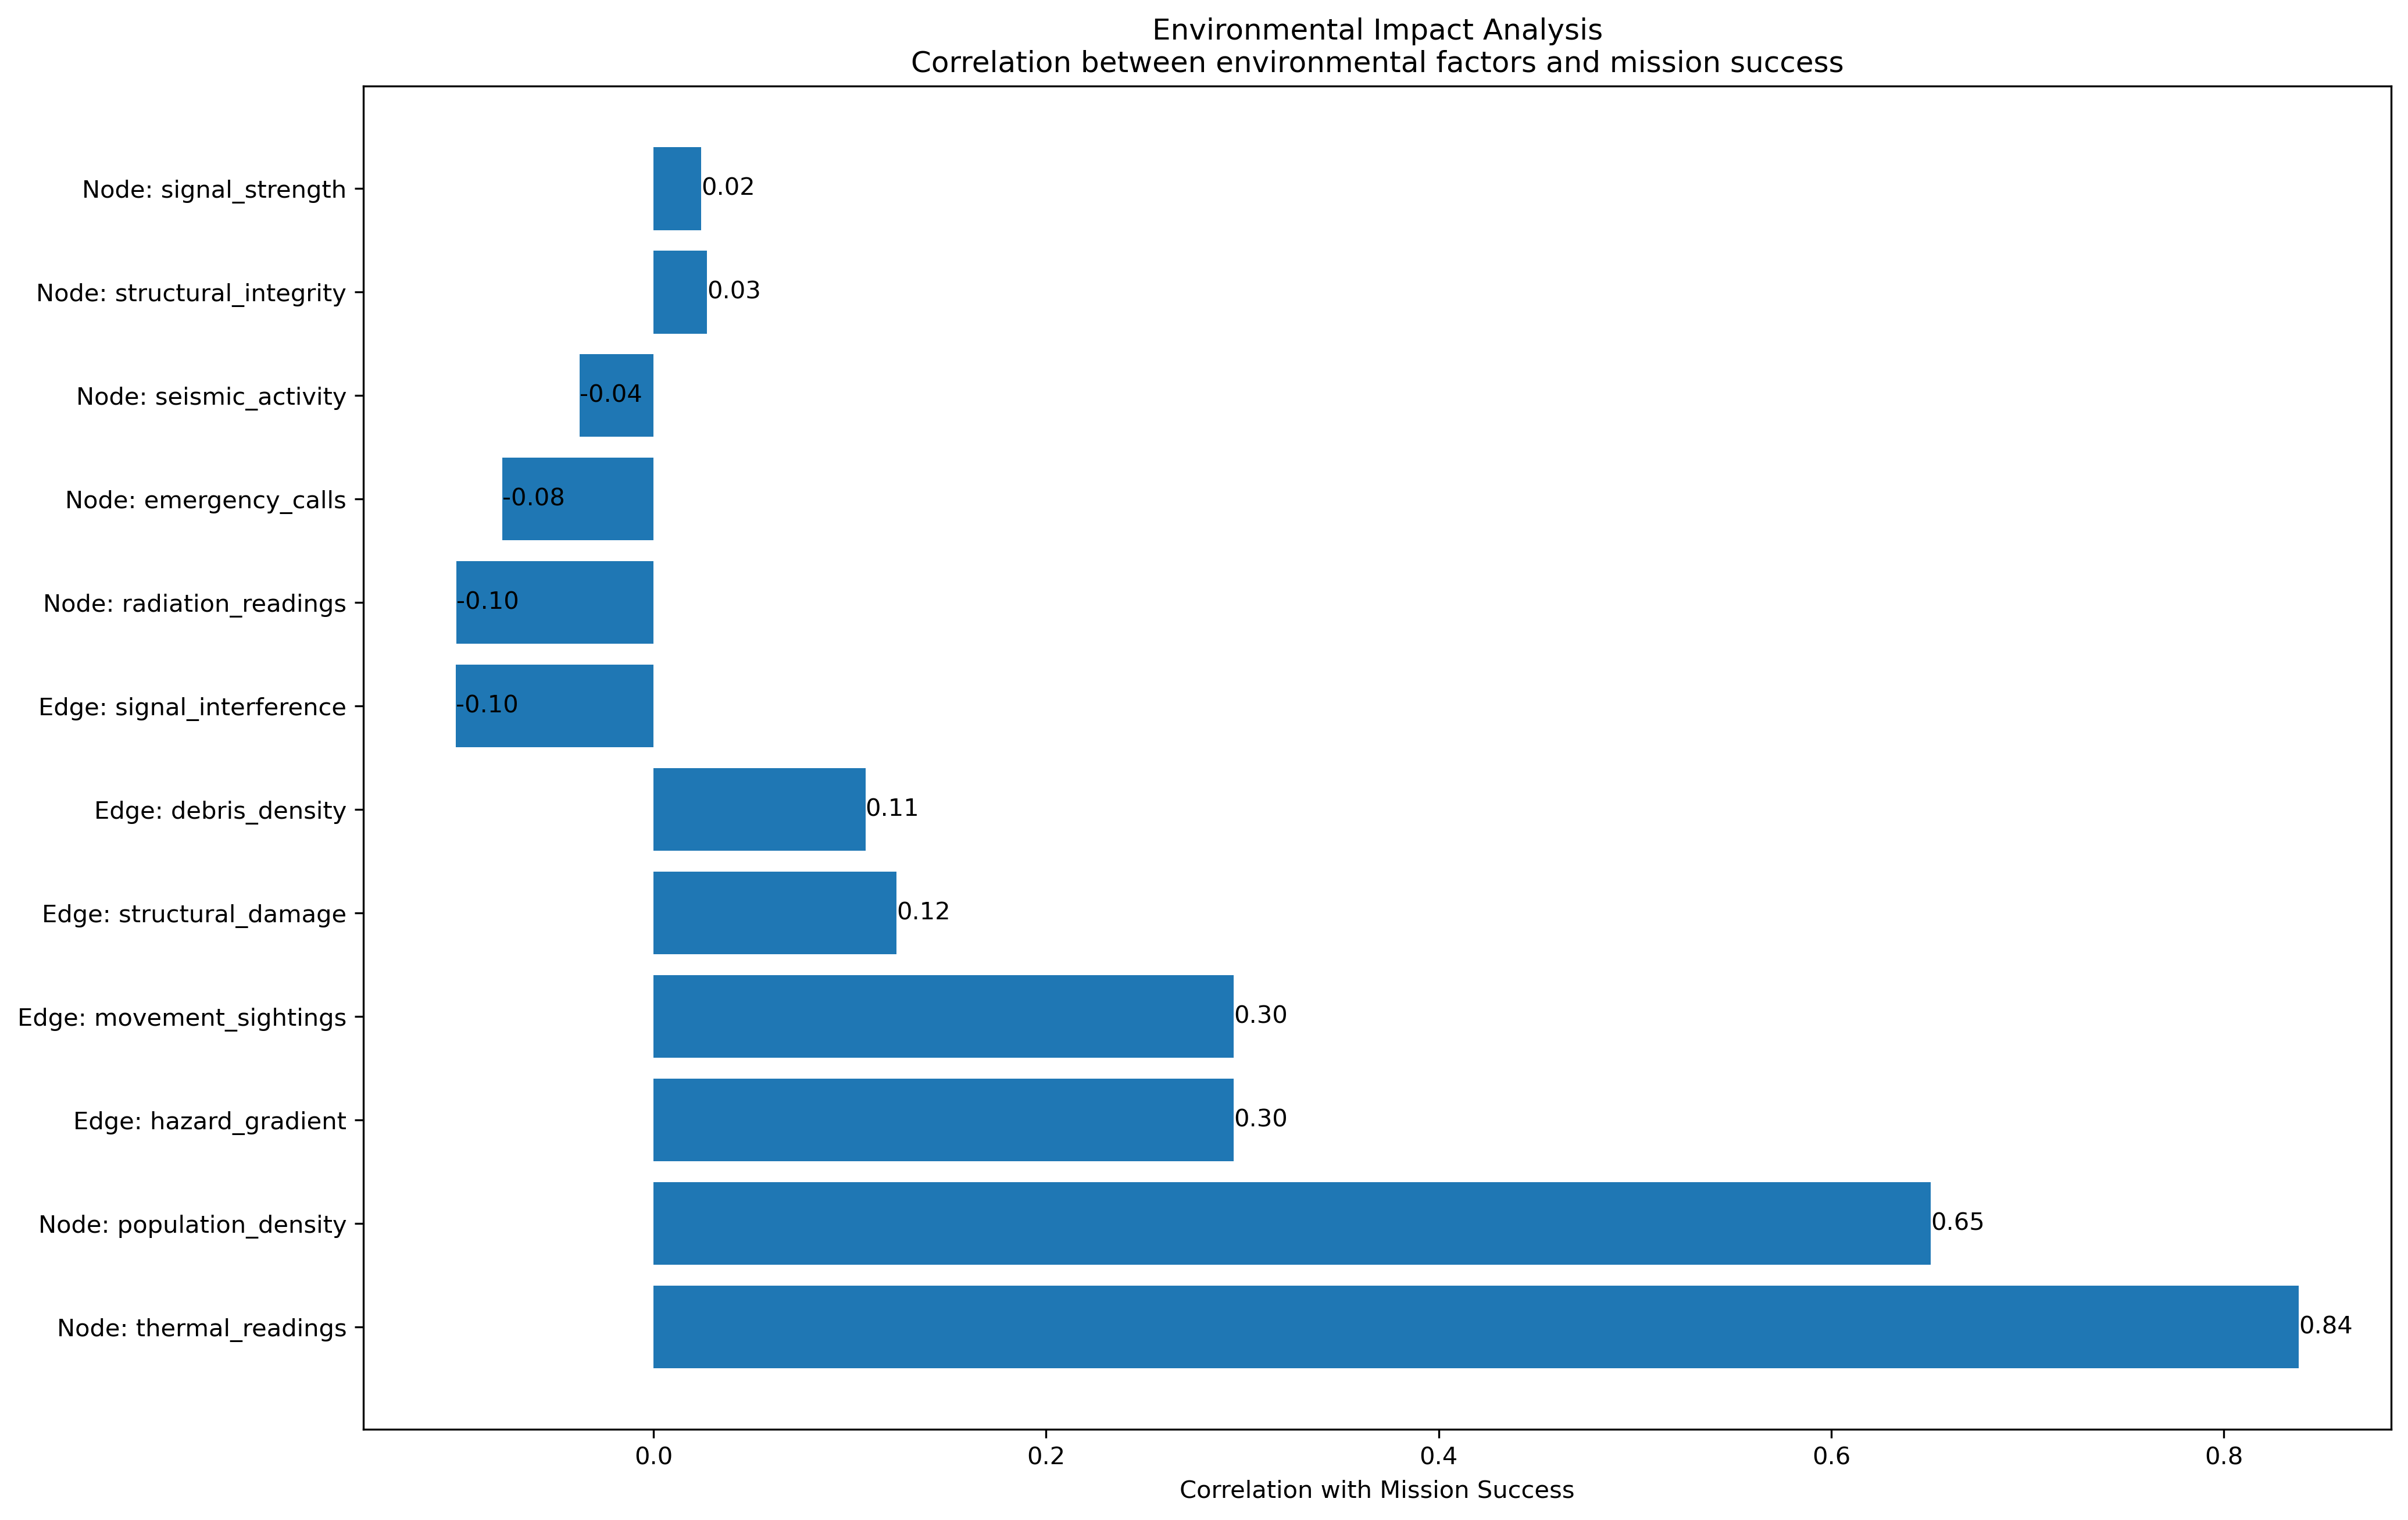 Environmental Impact Analysis
Correlation between environmental factors and mission success
Node: signal_strength
0.02
Node: structural_integrity
0.03
Node: seismic_activity
-0.04
Node: emergency_calls
-0.08
Node: radiation_readings
-0.10
Edge: signal_interference
-0.10
Edge: debris_density
0.11
Edge: structural_damage
0.12
Edge: movement_sightings
0.30
Edge: hazard_gradient
0.30
Node: population_density
0.65
Node: thermal_readings
0.84
0.0 0.2 0.4 0.6 0.8
Correlation with Mission Success